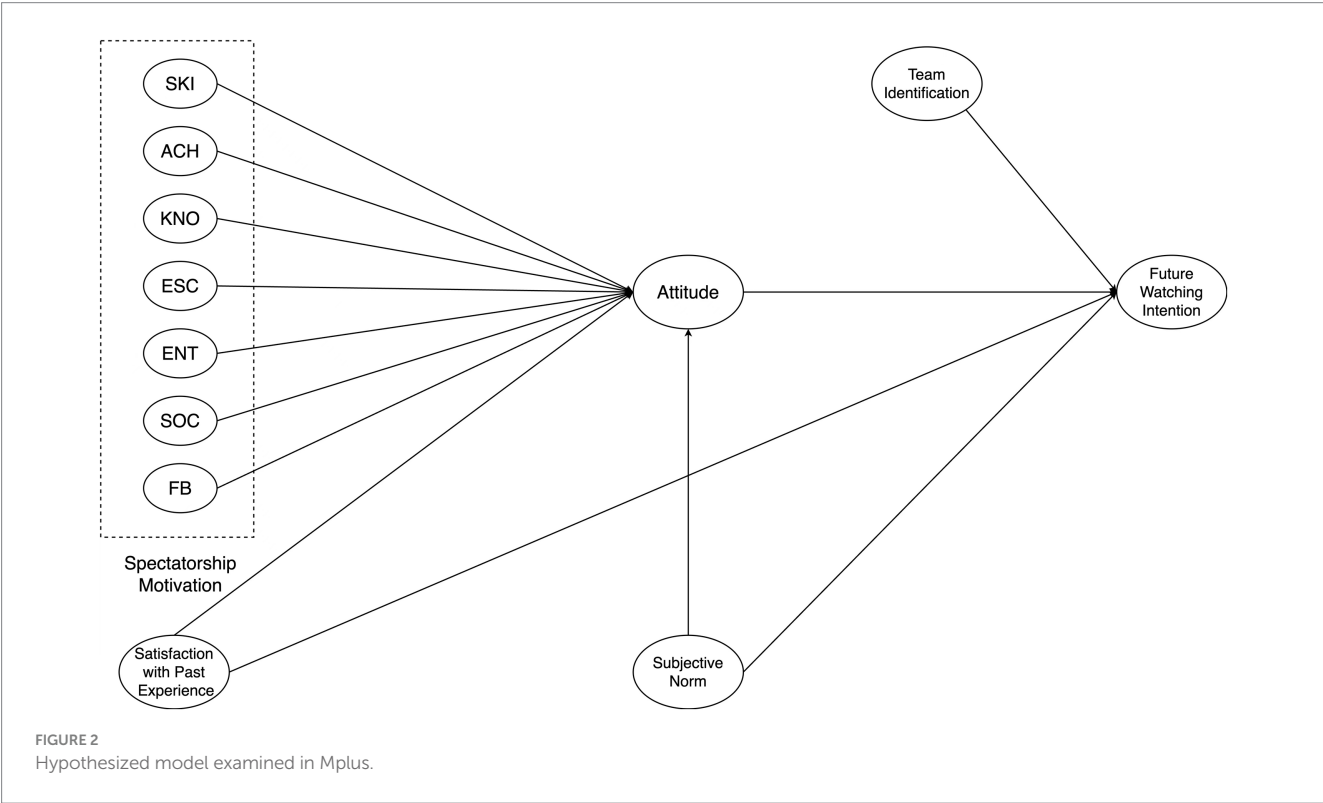 SKI
ACH
KNO
ESC
ENT
SOC
FB
Spectatorship
Motivation
Satisfaction
with Past
Experience
Attitude
Subjective
Norm
Team
Identification
Future
Watching
Intention
FIGURE 2
Hypothesized model examined in Mplus.